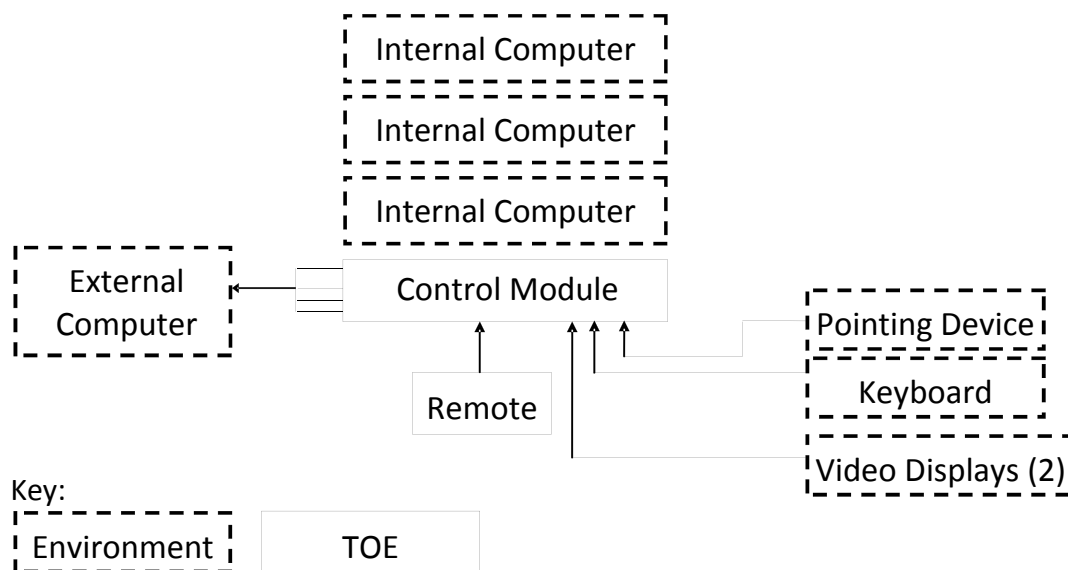 Internal Computer
Internal Computer
Internal Computer
External
Computer
Control Module
Pointing Device
Remote
Keyboard
Video Displays (2)
Key:
Environment
TOE